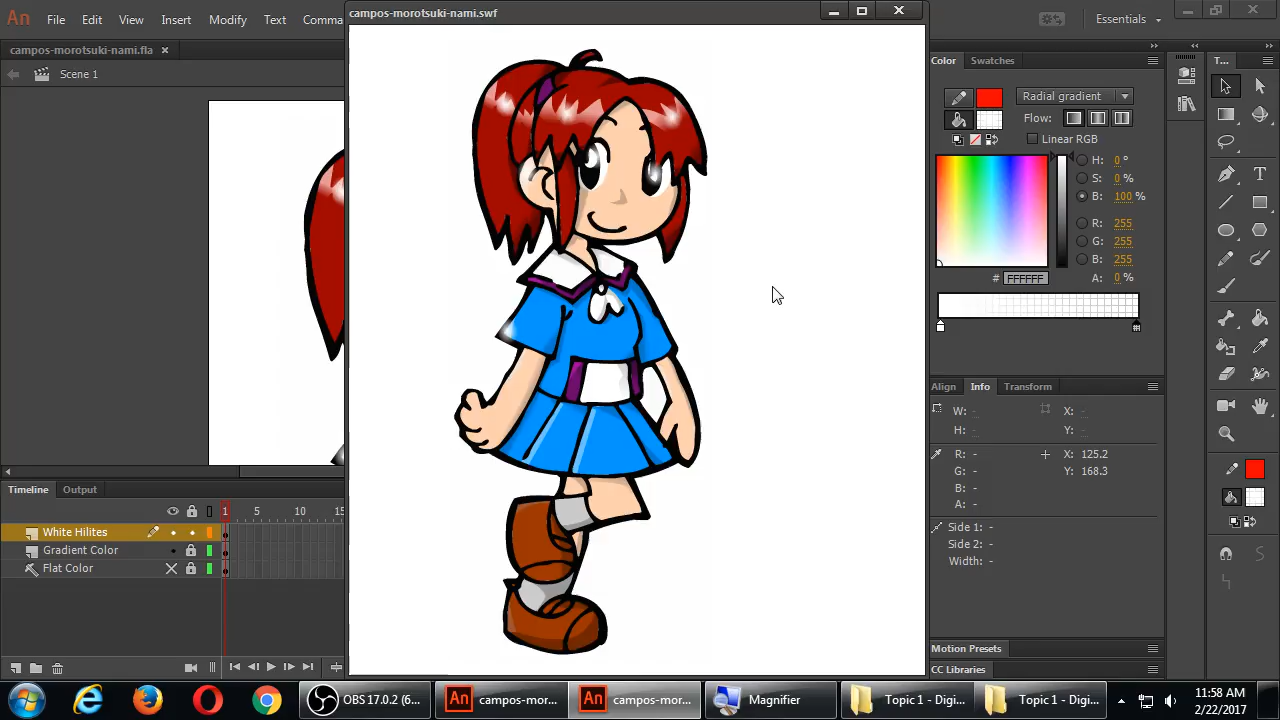 An File Edit View Insert Modify Text Comma
campos-morotsuki-nami.swf
Essentials
campos-morotsuki-nami.fla
Scene 1
Color Swatches
T...
Radial gradient
Flow:
Linear RGB
H: 0 °
S: 0 %
B: 100 %
R: 255
G: 255
B: 255
# FFFFFF A: 0 %
Align Info Transform
W: - X: -
H: - Y: -
R: - X: 125.2
G: - Y: 168.3
B: -
A: -
Side 1: -
Side 2: -
Width: -
Motion Presets
CC Libraries
Timeline Output
1 5 10 15
White Hilites
Gradient Color
Flat Color
OBS 17.0.2 (6... An campos-mor... An campos-mor... Magnifier Topic 1 - Digi... Topic 1 - Digi...
11:58 AM
2/22/2017